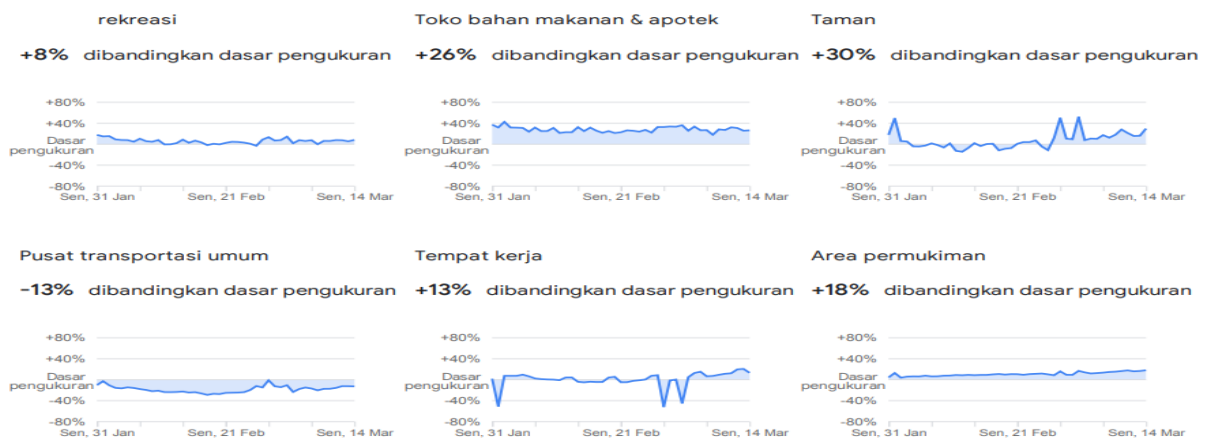 rekreasi
+8% dibandingkan dasar pengukuran
+80%
+40%
Dasar
pengukuran
-40%
-80%
Sen, 31 Jan Sen, 21 Feb Sen, 14 Mar
Toko bahan makanan & apotek
+26% dibandingkan dasar pengukuran
+80%
+40%
Dasar
pengukuran
-40%
-80%
Sen, 31 Jan Sen, 21 Feb Sen, 14 Mar
Taman
+30% dibandingkan dasar pengukuran
+80%
+40%
Dasar
pengukuran
-40%
-80%
Sen, 31 Jan Sen, 21 Feb Sen, 14 Mar
Pusat transportasi umum
-13% dibandingkan dasar pengukuran
+80%
+40%
Dasar
pengukuran
-40%
-80%
Sen, 31 Jan Sen, 21 Feb Sen, 14 Mar
Tempat kerja
+13% dibandingkan dasar pengukuran
+80%
+40%
Dasar
pengukuran
-40%
-80%
Sen, 31 Jan Sen, 21 Feb Sen, 14 Mar
Area permukiman
+18% dibandingkan dasar pengukuran
+80%
+40%
Dasar
pengukuran
-40%
-80%
Sen, 31 Jan Sen, 21 Feb Sen, 14 Mar